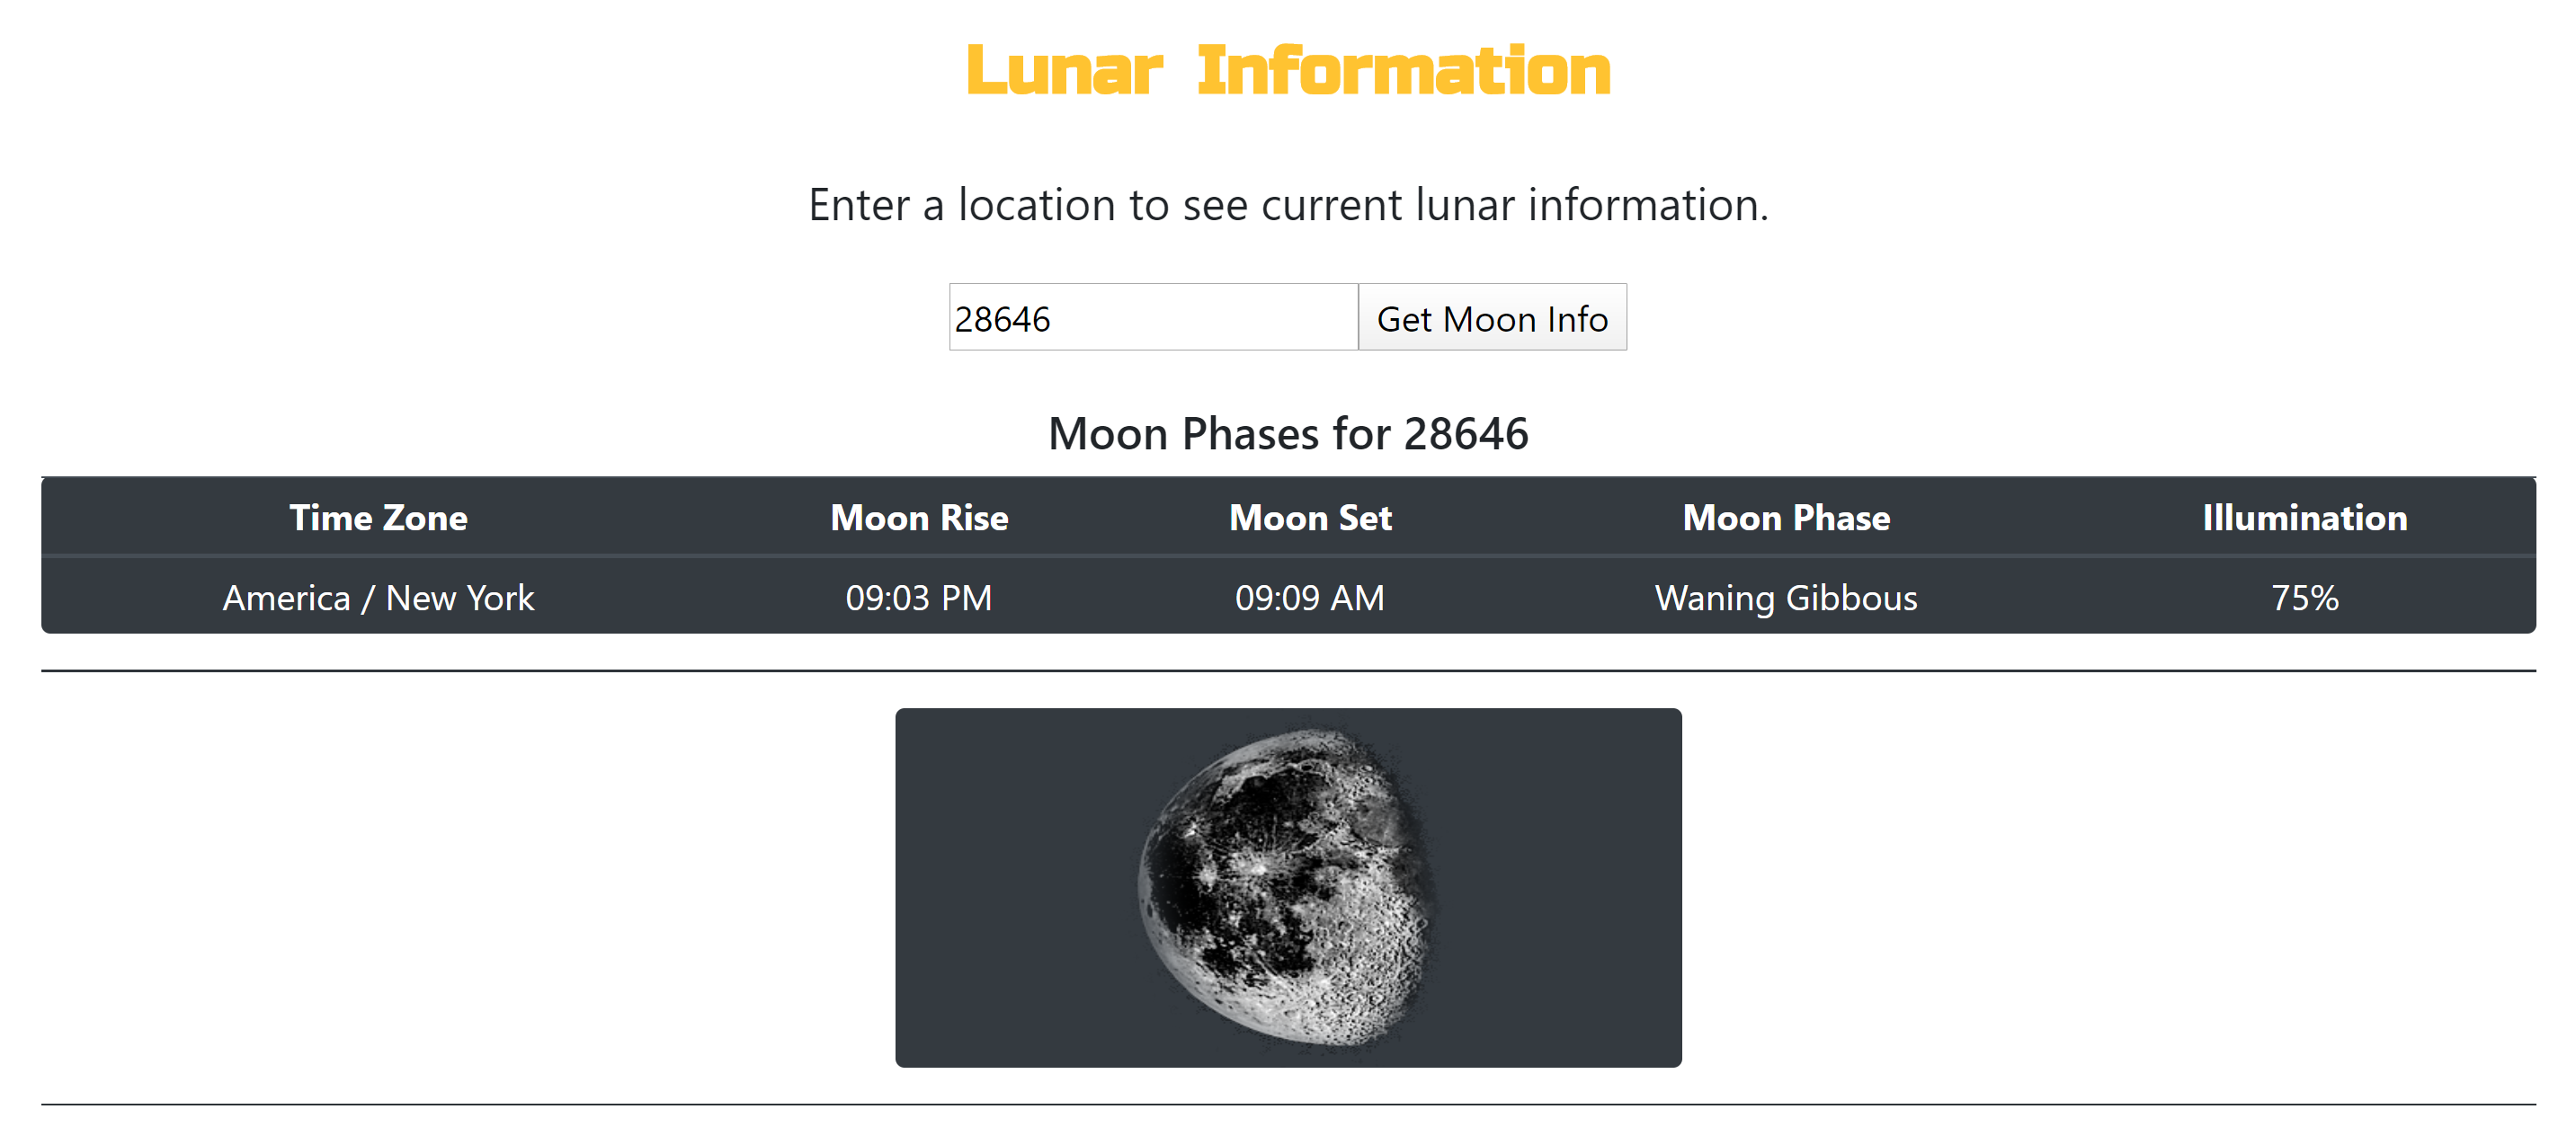 Lunar Information
Enter a location to see current lunar information.
28646 Get Moon Info
Moon Phases for 28646
Time Zone Moon Rise Moon Set Moon Phase Illumination
America / New York 09:03 PM 09:09 AM Waning Gibbous 75%